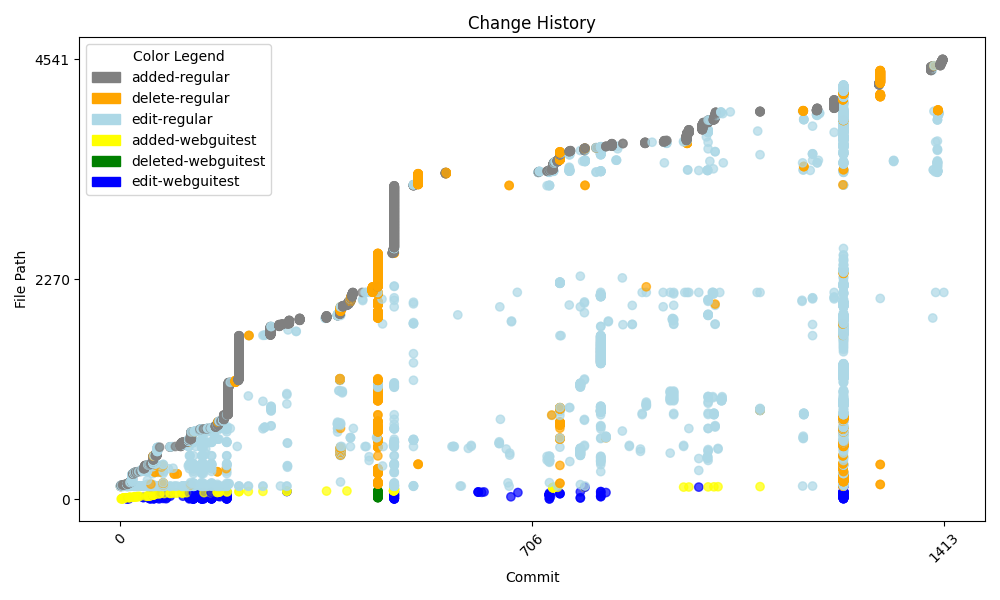 Change History
Color Legend
added-regular
delete-regular
edit-regular
added-webguitest
deleted-webguitest
edit-webguitest
File Path
4541
2270
0
0
706
1413
Commit